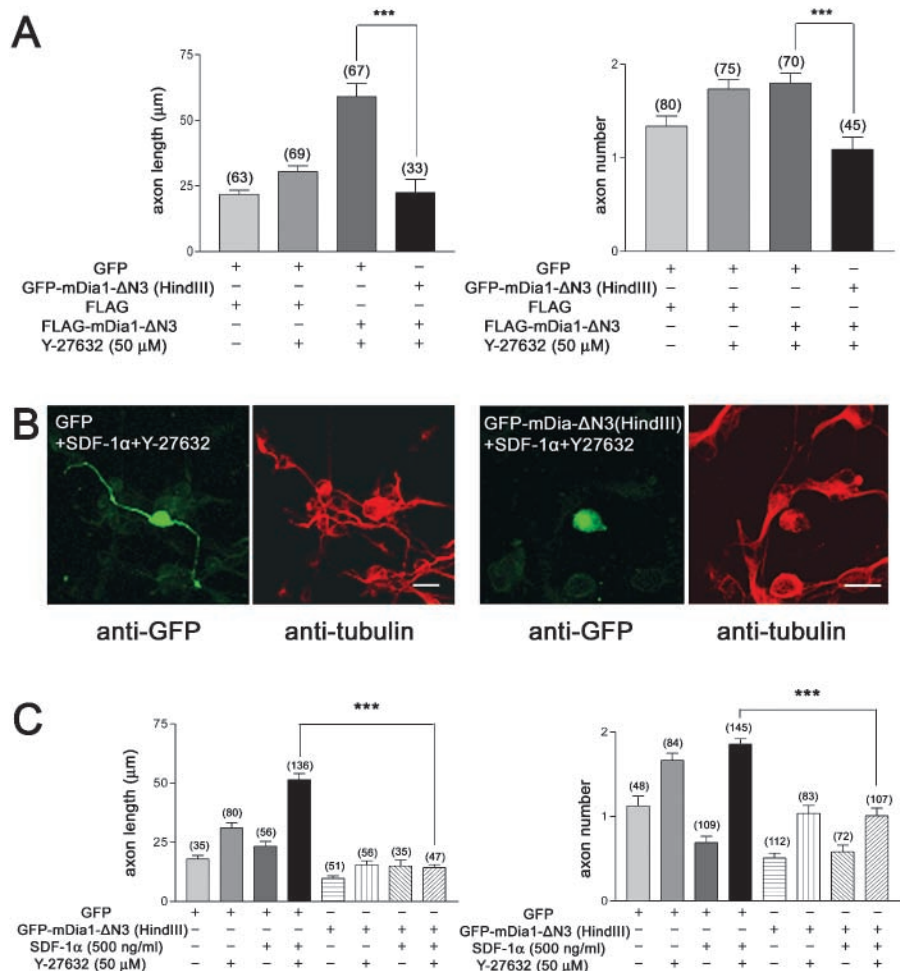 A
***
(67)
(69)
(63)
(33)
75
50
25
0
axon length (μm)
GFP + + + −
GFP-mDia1-ΔN3 (HindIII) − − − +
FLAG + + − −
FLAG-mDia1-ΔN3 − − + +
Y-27632 (50 μM) − + + +
***
(70)
(75)
(80)
(45)
2
1
0
axon number
GFP + + + −
GFP-mDia1-ΔN3 (HindIII) − − − +
FLAG + + − −
FLAG-mDia1-ΔN3 − − + +
Y-27632 (50 μM) − + + +
B
GFP
+SDF-1α+Y-27632
GFP-mDia-ΔN3(HindIII)
+SDF-1α+Y27632
anti-GFP
anti-tubulin
anti-GFP
anti-tubulin
C
***
(136)
(80)
(56)
(35)
(51)
(56)
(35)
(47)
75
50
25
0
axon length (μm)
GFP + + + + − − − −
GFP-mDia1-ΔN3 (HindIII) − − − − + + + +
SDF-1α (500 ng/ml) − − + + − − + +
Y-27632 (50 μM) − + − + − + − +
***
(145)
(84)
(48)
(109)
(112)
(83)
(72)
(107)
2
1
0
axon number
GFP + + + + − − − −
GFP-mDia1-ΔN3 (HindIII) − − − − + + + +
SDF-1α (500 ng/ml) − − + + − − + +
Y-27632 (50 μM) − + − + − + − +